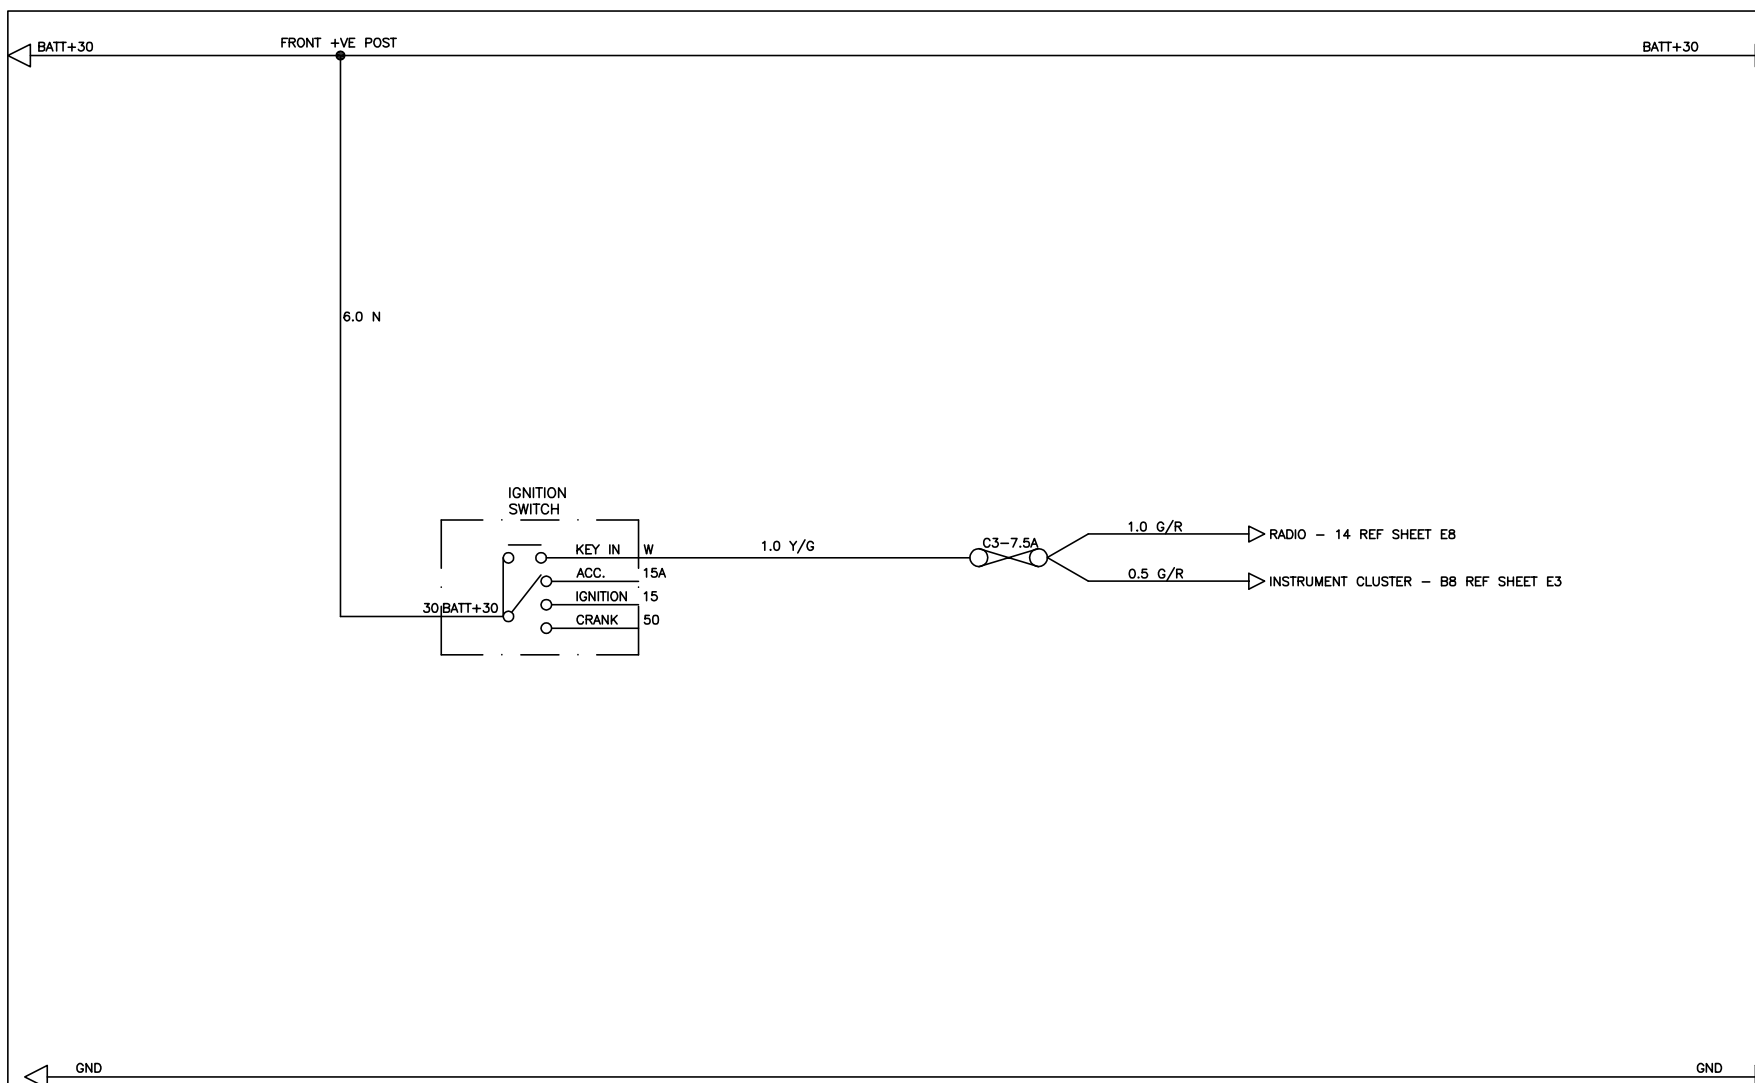 BATT+30
FRONT +VE POST
BATT+30
6.0 N
IGNITION
SWITCH
KEY IN W
ACC. 15A
IGNITION 15
30 BATT+30
CRANK 50
1.0 Y/G
C3-7.5A
1.0 G/R
RADIO - 14 REF SHEET E8
0.5 G/R
INSTRUMENT CLUSTER - B8 REF SHEET E3
GND
GND